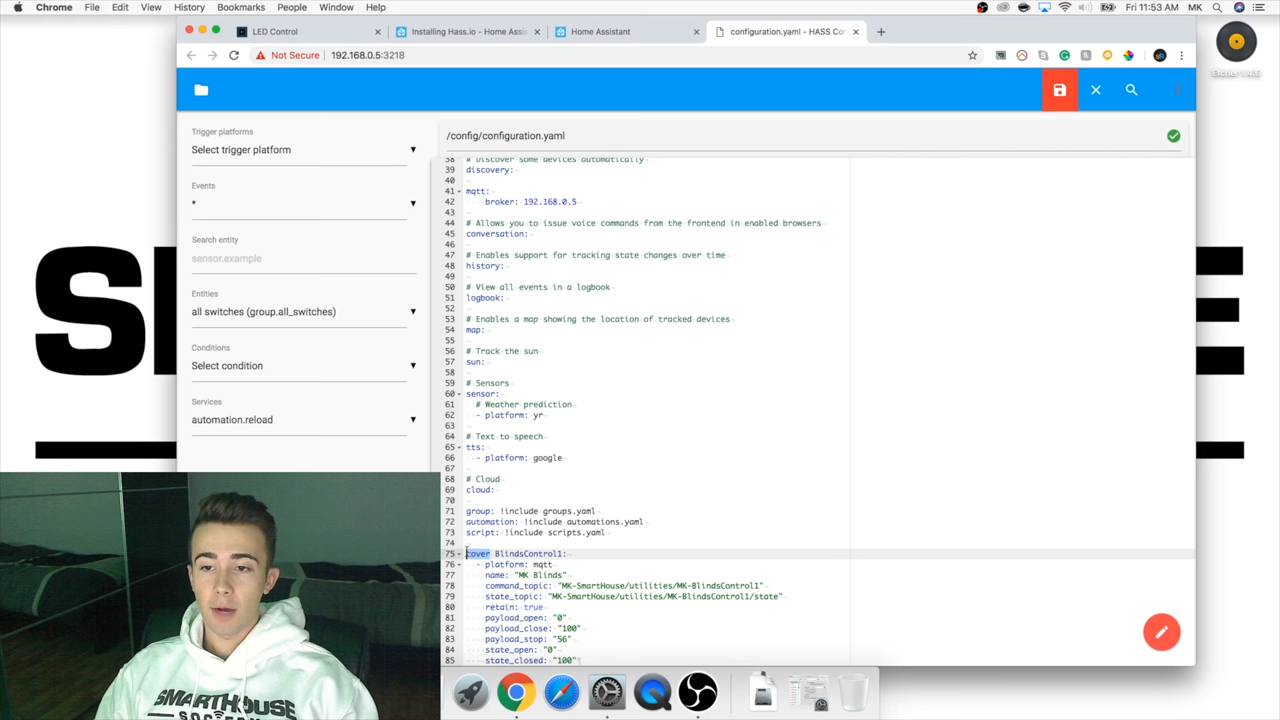 Chrome File Edit View History Bookmarks People Window Help
Fri 11:53 AM MK
LED Control
Installing Hass.io - Home Assis
Home Assistant
configuration.yaml - HASS Con
Not Secure 192.168.0.5:3218
Etcher 1.4.6
Trigger platforms
Select trigger platform
Events
*
Search entity
sensor.example
Entities
all switches (group.all_switches)
Conditions
Select condition
Services
automation.reload
/config/configuration.yaml
38 # Discover some devices automatically
39 discovery:
40
41 mqtt:
42 broker: 192.168.0.5
43
44 # Allows you to issue voice commands from the frontend in enabled browsers
45 conversation:
46
47 # Enables support for tracking state changes over time
48 history:
49
50 # View all events in a logbook
51 logbook:
52
53 # Enables a map showing the location of tracked devices
54 map:
55
56 # Track the sun
57 sun:
58
59 # Sensors
60 sensor:
61 # Weather prediction
62 - platform: yr
63
64 # Text to speech
65 tts:
66 - platform: google
67
68 # Cloud
69 cloud:
70
71 group: !include groups.yaml
72 automation: !include automations.yaml
73 script: !include scripts.yaml
74
75 cover BlindsControl1:
76 - platform: mqtt
77 name: "MK Blinds"
78 command_topic: "MK-SmartHouse/utilities/MK-BlindsControl1"
79 state_topic: "MK-SmartHouse/utilities/MK-BlindsControl1/state"
80 retain: true
81 payload_open: "0"
82 payload_close: "100"
83 payload_stop: "56"
84 state_open: "0"
85 state_closed: "100"
SMARTHOUSE